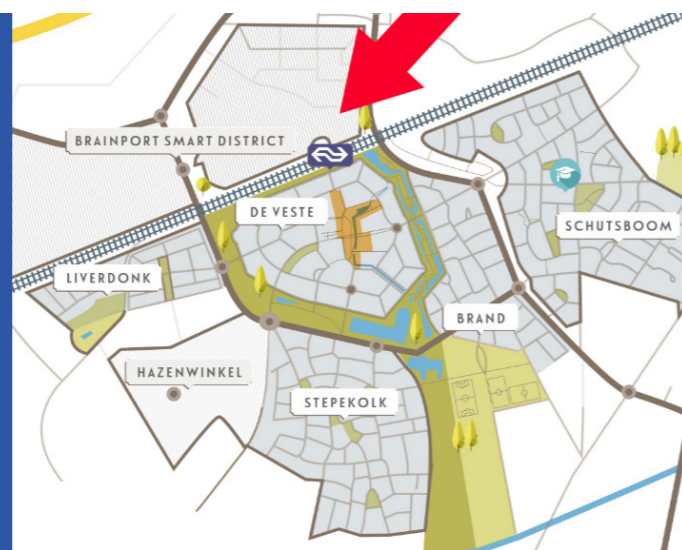 BRAINPORT SMART DISTRICT
DE VESTE
SCHUTSBOOM
LIVERDONK
BRAND
HAZENWINKEL
STEPEKOLK